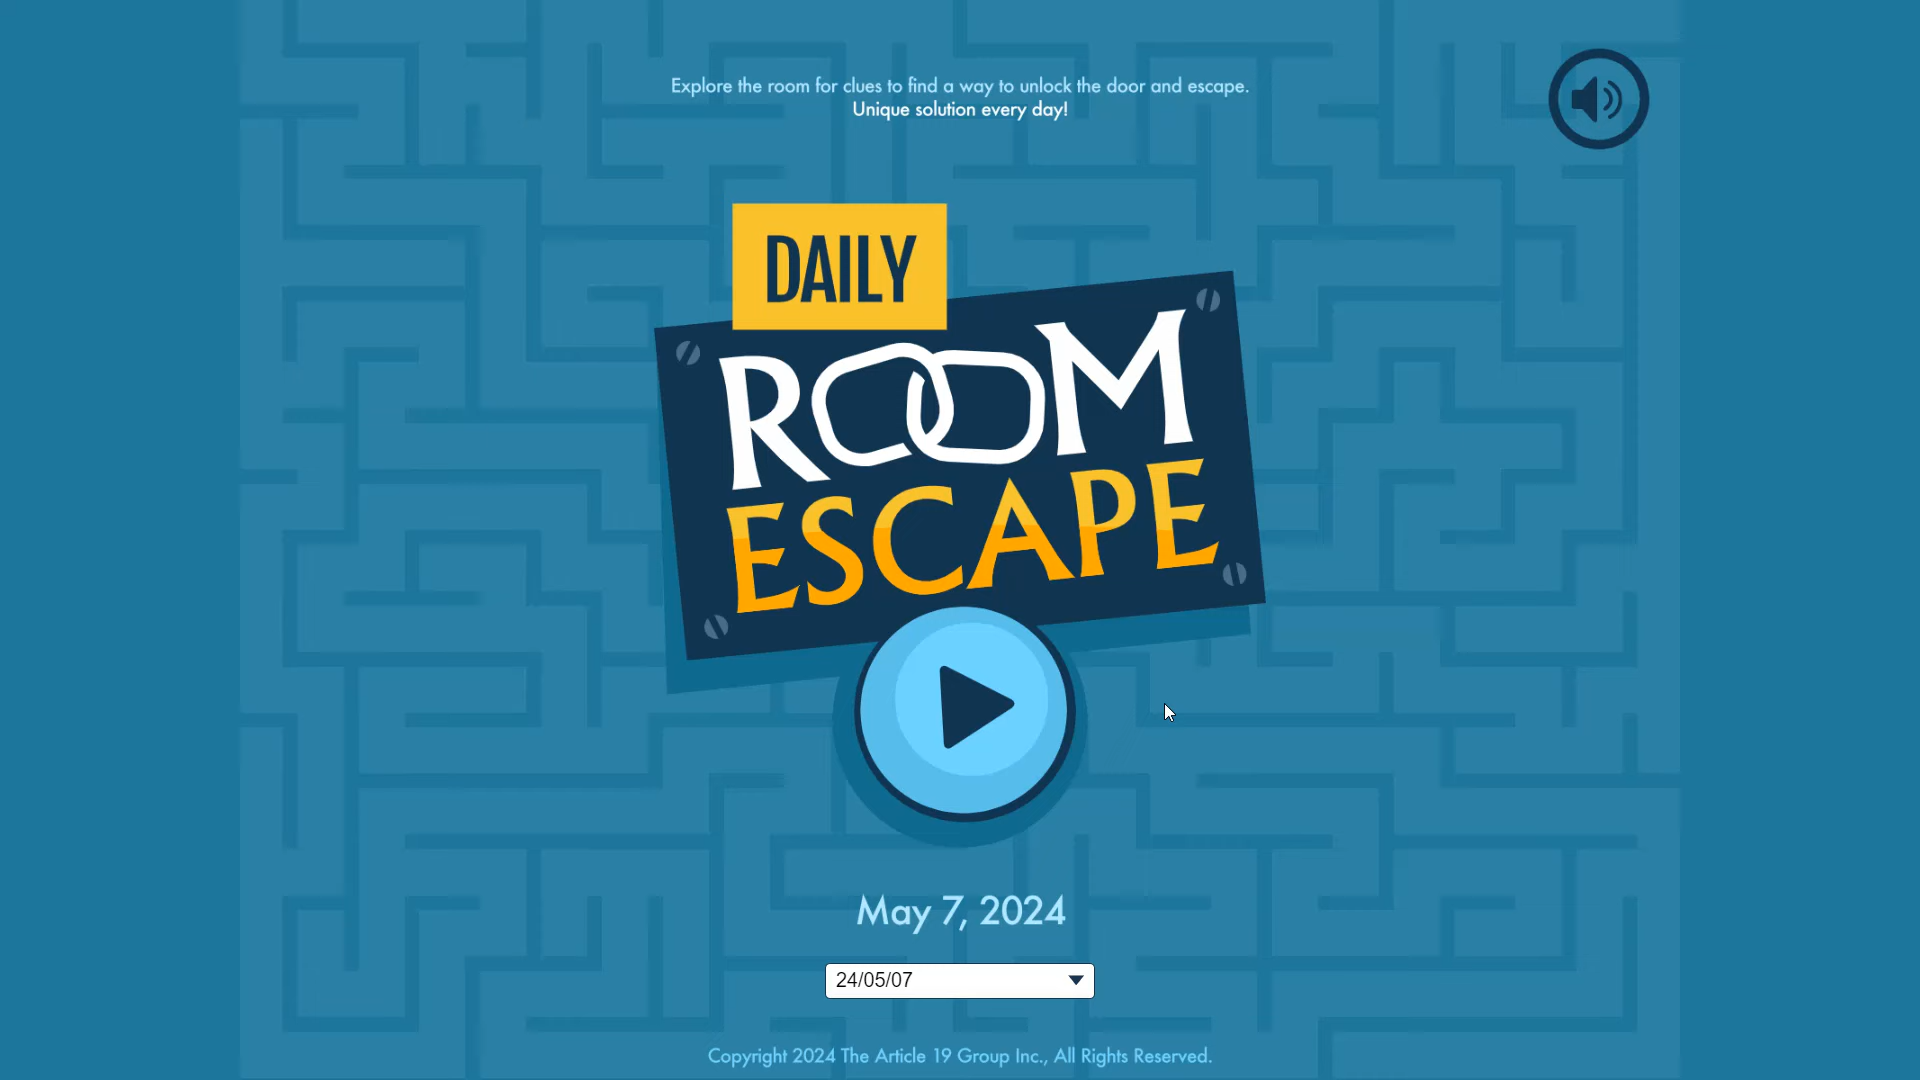 Explore the room for clues to find a way to unlock the door and escape.
Unique solution every day!
DAILY
ROOM
ESCAPE
May 7, 2024
24/05/07
Copyright 2024 The Article 19 Group Inc., All Rights Reserved.